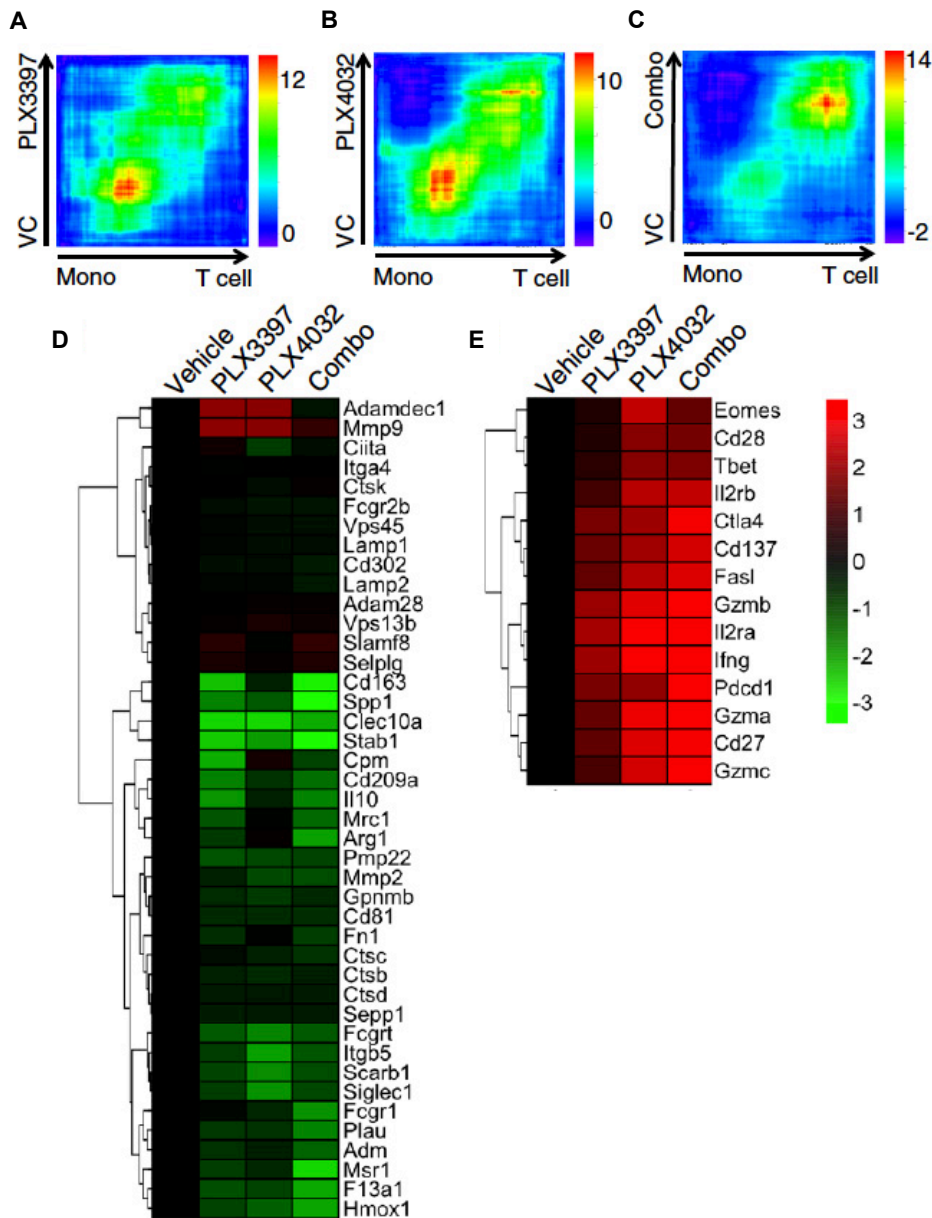 A
B
C
PLX3397
VC
12
0
Mono
T cell
PLX4032
VC
10
0
Mono
T cell
Combo
VC
14
-2
Mono
T cell
D
Vehicle
PLX3397
PLX4032
Combo
Adamdec1
Mmp9
Ciita
Itga4
Ctsk
Fcgr2b
Vps45
Lamp1
Cd302
Lamp2
Adam28
Vps13b
Slamf8
Selplg
Cd163
Spp1
Clec10a
Stab1
Cpm
Cd209a
Il10
Mrc1
Arg1
Pmp22
Mmp2
Gpnmb
Cd81
Fn1
Ctsc
Ctsb
Ctsd
Sepp1
Fcgrt
Itgb5
Scarb1
Siglec1
Fcgr1
Plau
Adm
Msr1
F13a1
Hmox1
E
Vehicle
PLX3397
PLX4032
Combo
Eomes
Cd28
Tbet
Il2rb
Ctla4
Cd137
Fasl
Gzmb
Il2ra
Ifng
Pdcd1
Gzma
Cd27
Gzmc
3
2
1
0
-1
-2
-3